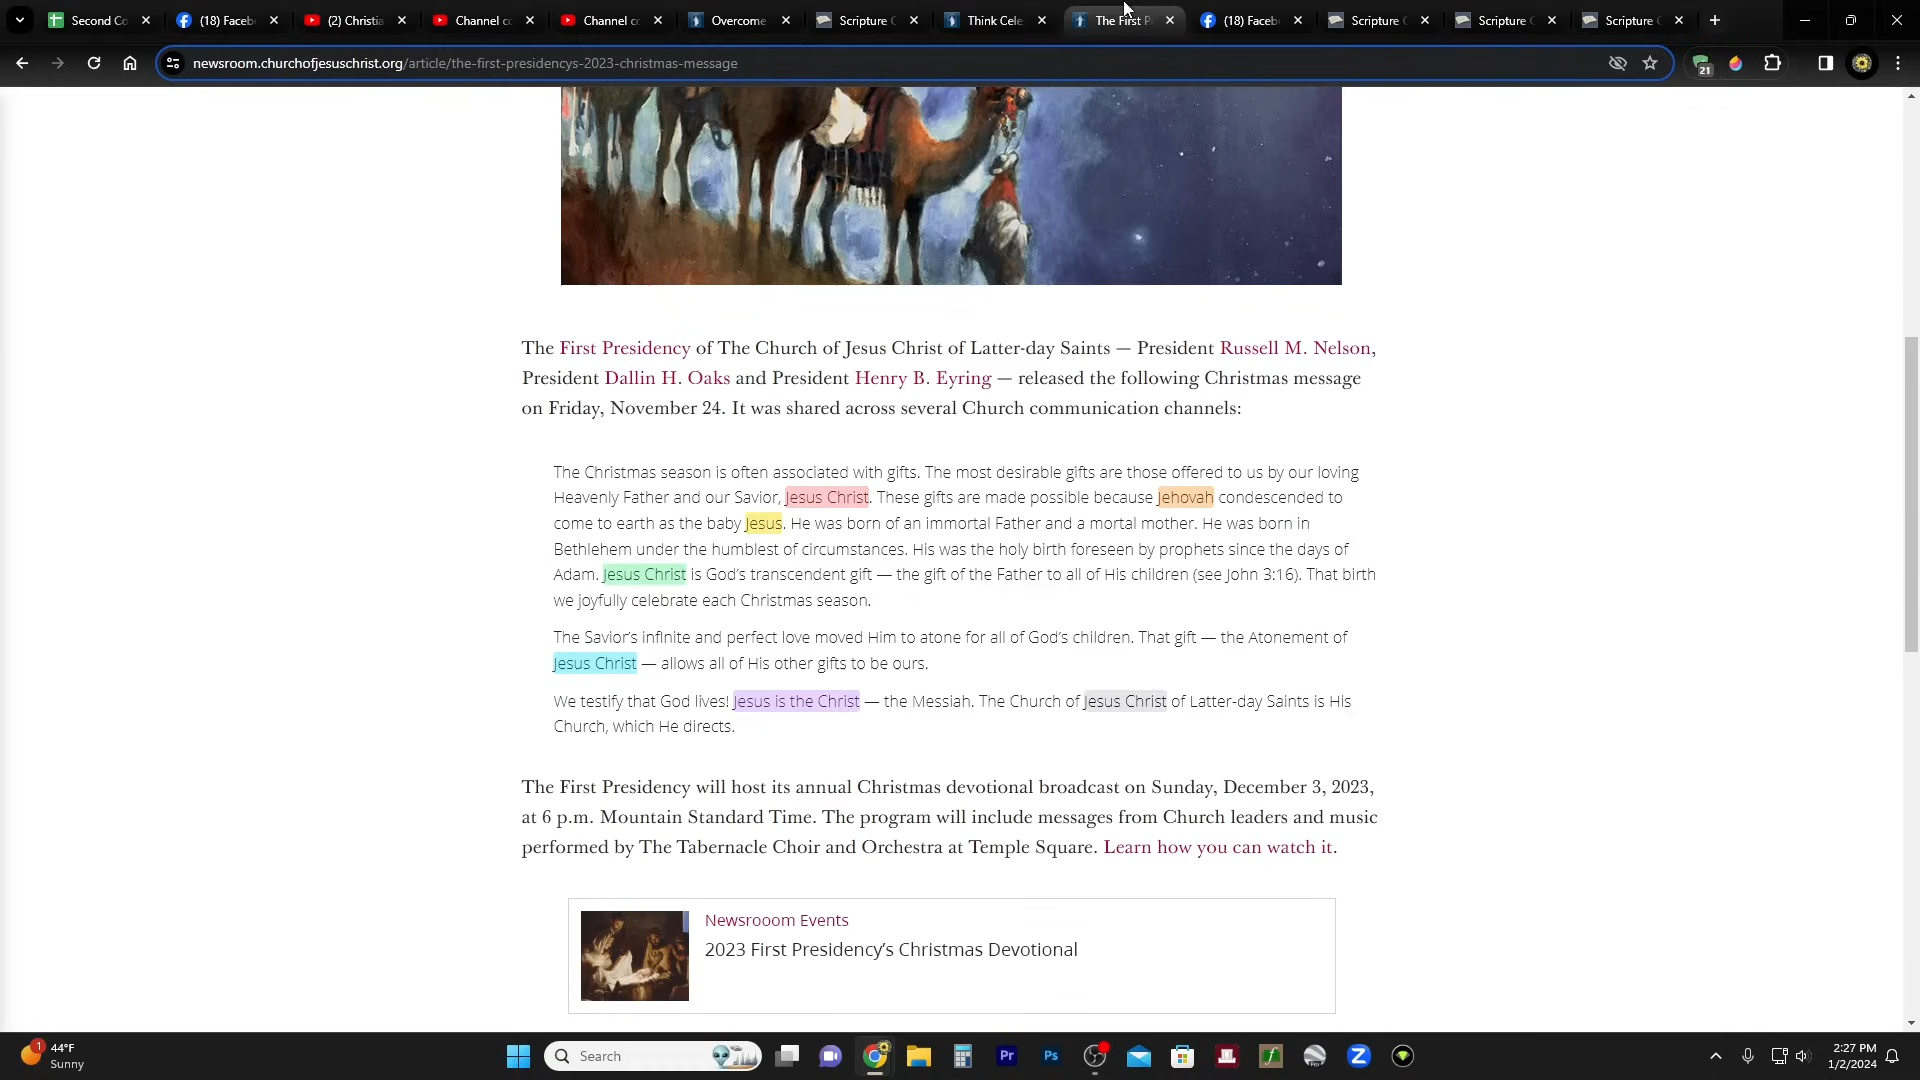 Second Co
(18) Faceb
(2) Christia
Channel co
Channel co
Overcome
Scripture C
Think Cele
The First P
(18) Faceb
Scripture C
Scripture C
Scripture C
newsroom.churchofjesuschrist.org/article/the-first-presidencys-2023-christmas-message
21
The First Presidency of The Church of Jesus Christ of Latter-day Saints — President Russell M. Nelson,
President Dallin H. Oaks and President Henry B. Eyring — released the following Christmas message
on Friday, November 24. It was shared across several Church communication channels:
The Christmas season is often associated with gifts. The most desirable gifts are those offered to us by our loving
Heavenly Father and our Savior, Jesus Christ. These gifts are made possible because Jehovah condescended to
come to earth as the baby Jesus. He was born of an immortal Father and a mortal mother. He was born in
Bethlehem under the humblest of circumstances. His was the holy birth foreseen by prophets since the days of
Adam. Jesus Christ is God's transcendent gift — the gift of the Father to all of His children (see John 3:16). That birth
we joyfully celebrate each Christmas season.
The Savior's infinite and perfect love moved Him to atone for all of God's children. That gift — the Atonement of
Jesus Christ — allows all of His other gifts to be ours.
We testify that God lives! Jesus is the Christ — the Messiah. The Church of Jesus Christ of Latter-day Saints is His
Church, which He directs.
The First Presidency will host its annual Christmas devotional broadcast on Sunday, December 3, 2023,
at 6 p.m. Mountain Standard Time. The program will include messages from Church leaders and music
performed by The Tabernacle Choir and Orchestra at Temple Square. Learn how you can watch it.
Newsrooom Events
2023 First Presidency's Christmas Devotional
1
44°F
Sunny
Search
Pr
Ps
Z
2:27 PM
1/2/2024